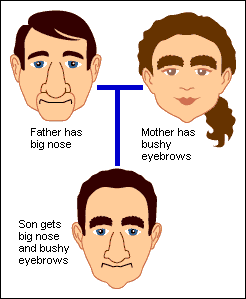 Father has
big nose
Mother has
bushy
eyebrows
Son gets
big nose
and bushy
eyebrows